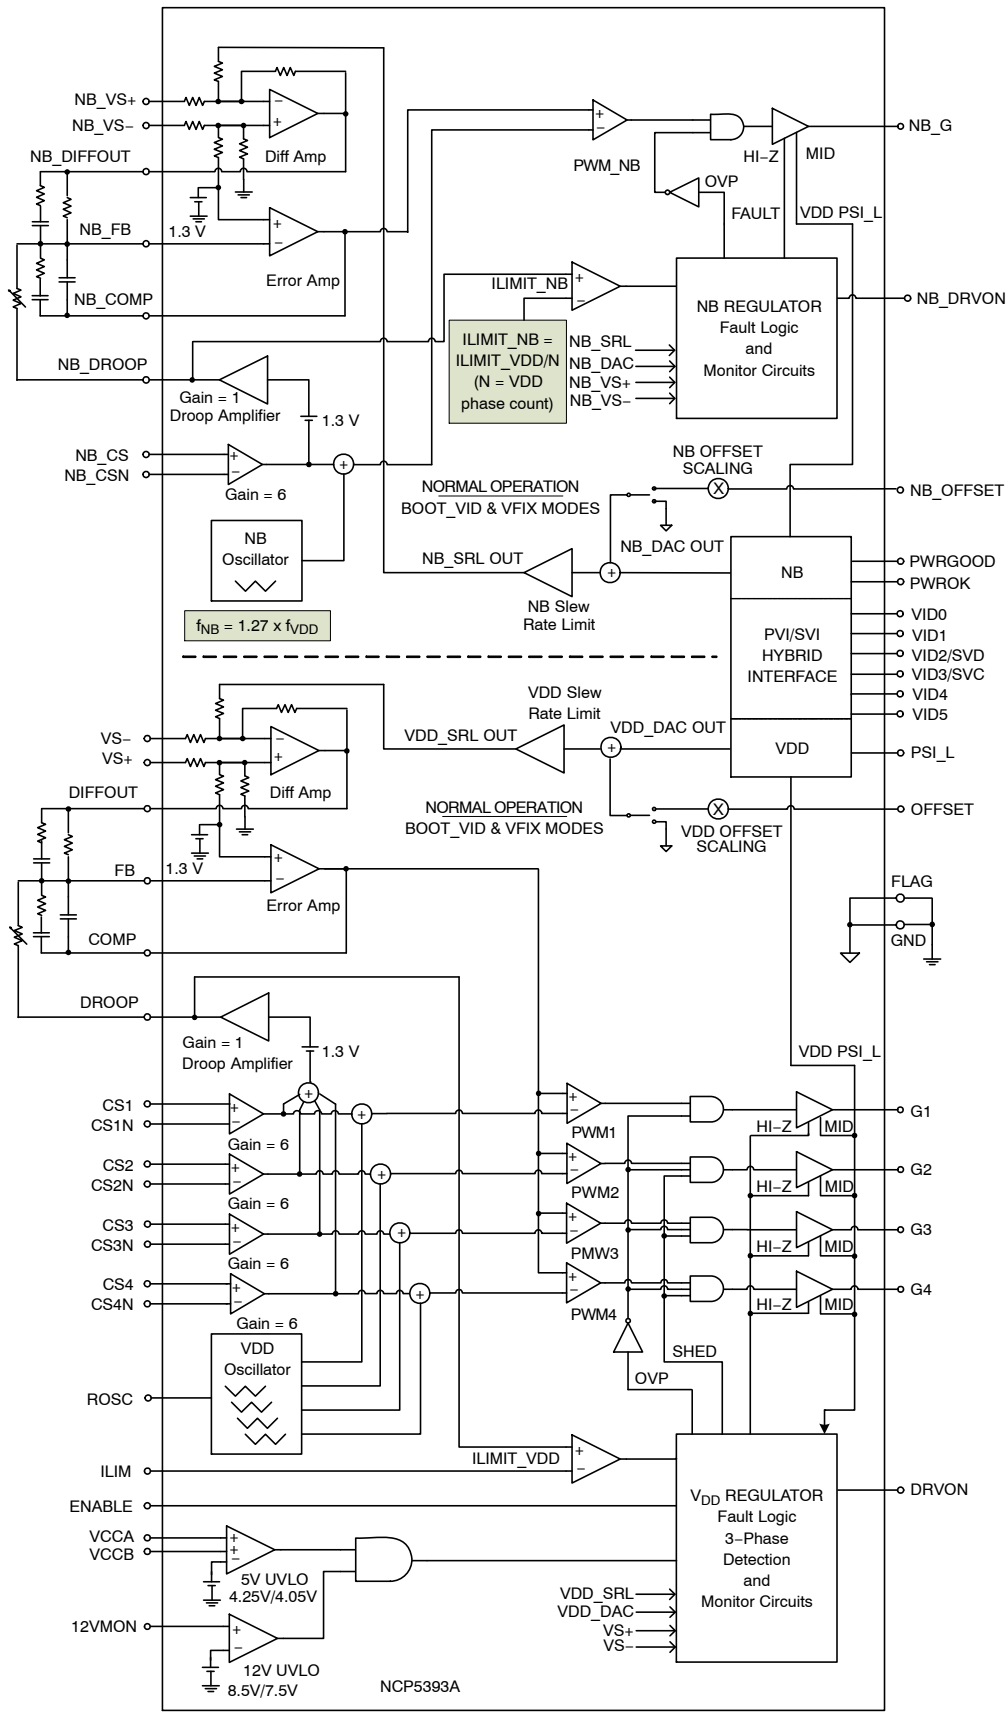 NB_VS+
NB_VS−
NB_DIFFOUT
Diff Amp
NB_FB
1.3 V
NB_COMP
Error Amp
NB_DROOP
Gain = 1
Droop Amplifier
1.3 V
NB_CS
NB_CSN
Gain = 6
NB
Oscillator
fNB = 1.27 x fVDD
PWM_NB
OVP
HI−Z
MID
NB_G
FAULT
VDD PSI_L
ILIMIT_NB
ILIMIT_NB =
ILIMIT_VDD/N
(N = VDD
phase count)
NB_SRL
NB_DAC
NB_VS+
NB_VS−
NB REGULATOR
Fault Logic
and
Monitor Circuits
NB_DRVON
NB OFFSET
SCALING
X
NORMAL OPERATION
BOOT_VID & VFIX MODES
NB_OFFSET
NB_SRL OUT
NB_DAC OUT
NB Slew
Rate Limit
NB
PVI/SVI
HYBRID
INTERFACE
VDD
PWRGOOD
PWROK
VID0
VID1
VID2/SVD
VID3/SVC
VID4
VID5
PSI_L
VDD Slew
Rate Limit
VDD_SRL OUT
VDD_DAC OUT
VS−
VS+
DIFFOUT
Diff Amp
NORMAL OPERATION
BOOT_VID & VFIX MODES
X
VDD OFFSET
SCALING
OFFSET
FB
1.3 V
Error Amp
COMP
FLAG
GND
DROOP
Gain = 1
Droop Amplifier
1.3 V
VDD PSI_L
CS1
CS1N
Gain = 6
PWM1
HI−Z
MID
G1
CS2
CS2N
Gain = 6
PWM2
HI−Z
MID
G2
CS3
CS3N
Gain = 6
PMW3
HI−Z
MID
G3
CS4
CS4N
Gain = 6
PWM4
HI−Z
MID
G4
VDD
Oscillator
ROSC
SHED
OVP
ILIM
ILIMIT_VDD
ENABLE
VCCA
VCCB
5V UVLO
4.25V/4.05V
12VMON
12V UVLO
8.5V/7.5V
VDD REGULATOR
Fault Logic
3−Phase
Detection
and
Monitor Circuits
DRVON
VDD_SRL
VDD_DAC
VS+
VS−
NCP5393A